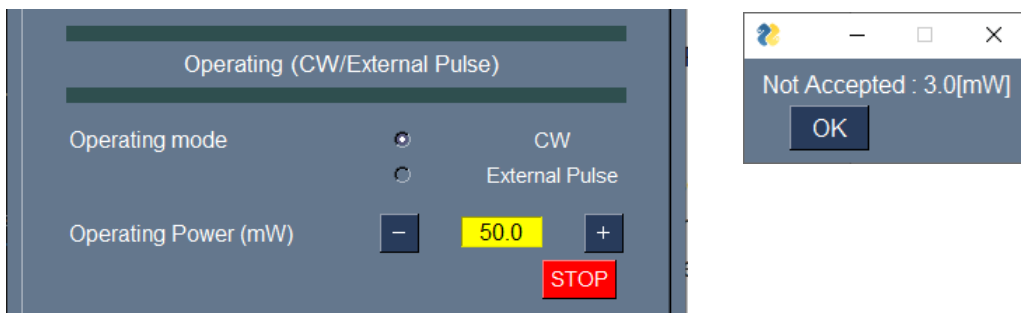 Operating (CW/External Pulse)
Operating mode
CW
External Pulse
Operating Power (mW)
−
50.0
+
STOP
Not Accepted : 3.0[mW]
OK